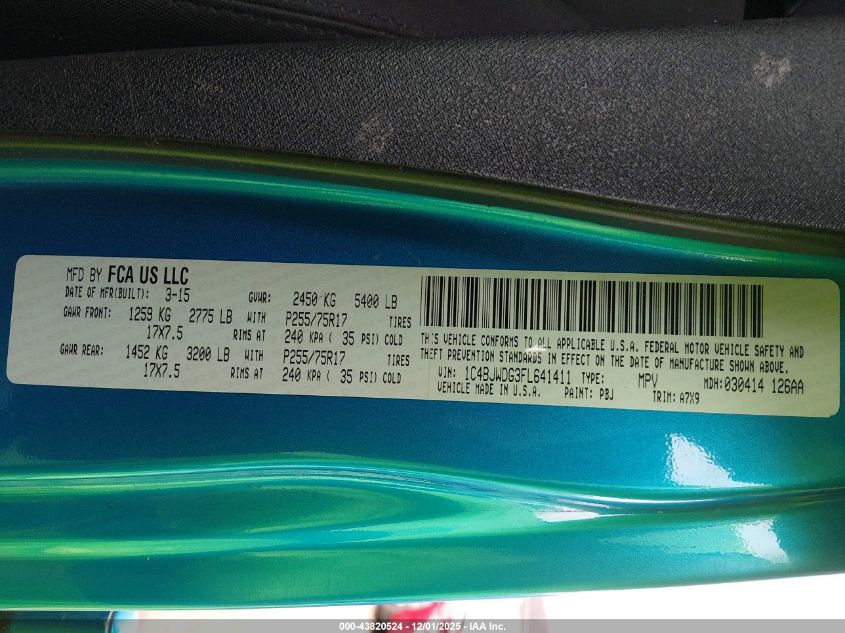 MFD BY FCA US LLC
DATE OF MFR(BUILT): 3-15 GVWR: 2450 KG 5400 LB
GAWR FRONT: 1259 KG 2775 LB WITH P255/75R17 TIRES
17X7.5 RIMS AT 240 KPA ( 35 PSI) COLD
GAWR REAR: 1452 KG 3200 LB WITH P255/75R17 TIRES
17X7.5 RIMS AT 240 KPA ( 35 PSI) COLD
THIS VEHICLE CONFORMS TO ALL APPLICABLE U.S.A. FEDERAL MOTOR VEHICLE SAFETY AND
THEFT PREVENTION STANDARDS IN EFFECT ON THE DATE OF MANUFACTURE SHOWN ABOVE.
VIN: 1C4BJWDG3FL641411 TYPE: MPV MDH: 030414 126AA
VEHICLE MADE IN U.S.A. PAINT: PBJ TRIM: A7X9
000-43820524 - 12/01/2025 - IAA Inc.